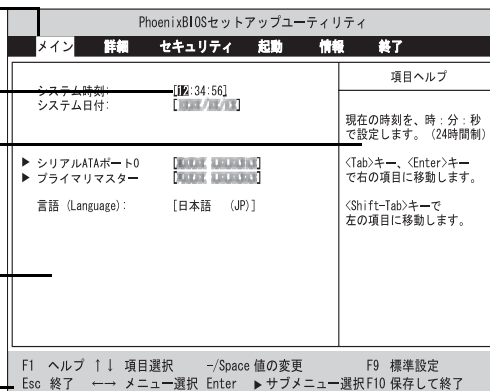 PhoenixBIOSセットアップユーティリティ
メイン 詳細 セキュリティ 起動 情報 終了
システム時刻: [12:34:56]
システム日付:
▶ シリアルATAポート0
▶ プライマリマスター
言語 (Language): [日本語 (JP)]
項目ヘルプ
現在の時刻を、時:分:秒
で設定します。(24時間制)
<Tab>キー、<Enter>キー
で右の項目に移動します。
<Shift-Tab>キーで
左の項目に移動します。
F1 ヘルプ ↑↓ 項目選択 -/Space 値の変更 F9 標準設定
Esc 終了 ←→ メニュー選択 Enter ▶サブメニュー選択 F10 保存して終了